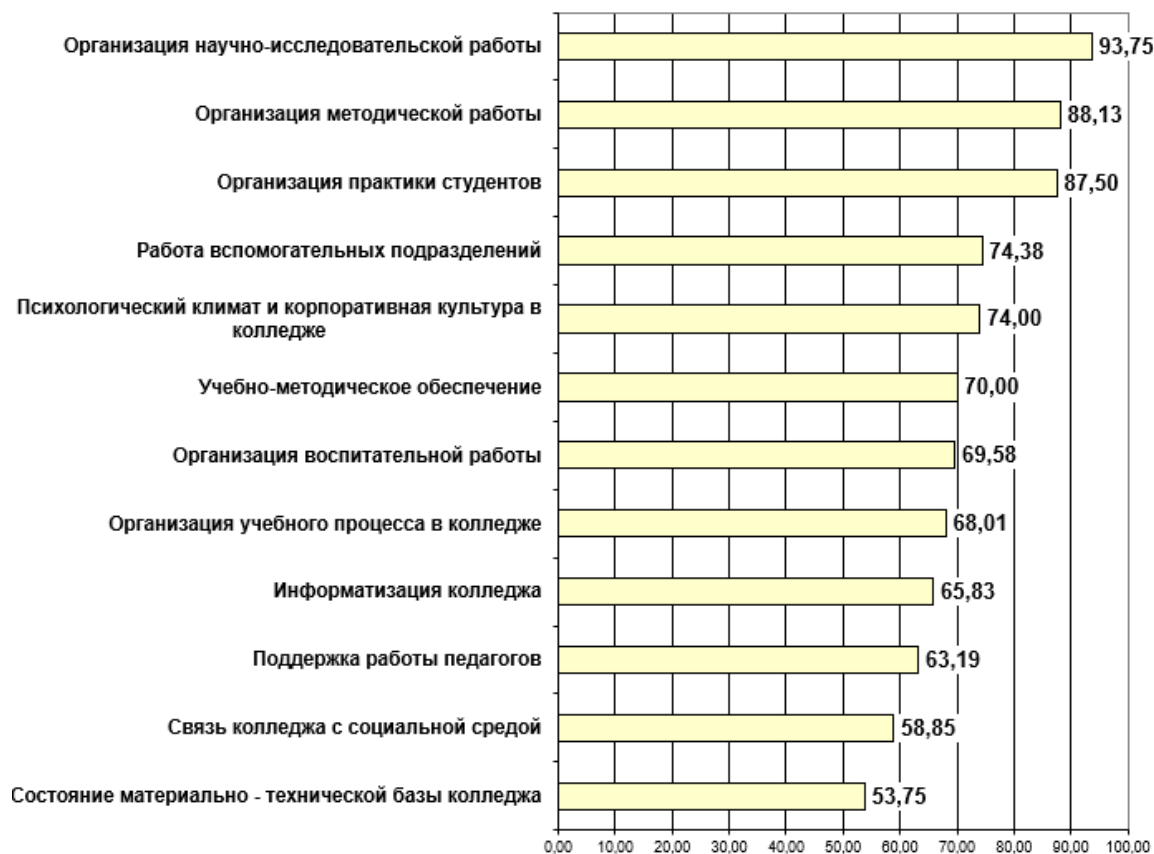 Организация научно-исследовательской работы 93,75
Организация методической работы 88,13
Организация практики студентов 87,50
Работа вспомогательных подразделений 74,38
Психологический климат и корпоративная культура в
колледже 74,00
Учебно-методическое обеспечение 70,00
Организация воспитательной работы 69,58
Организация учебного процесса в колледже 68,01
Информатизация колледжа 65,83
Поддержка работы педагогов 63,19
Связь колледжа с социальной средой 58,85
Состояние материально - технической базы колледжа 53,75
0,00 10,00 20,00 30,00 40,00 50,00 60,00 70,00 80,00 90,00 100,00